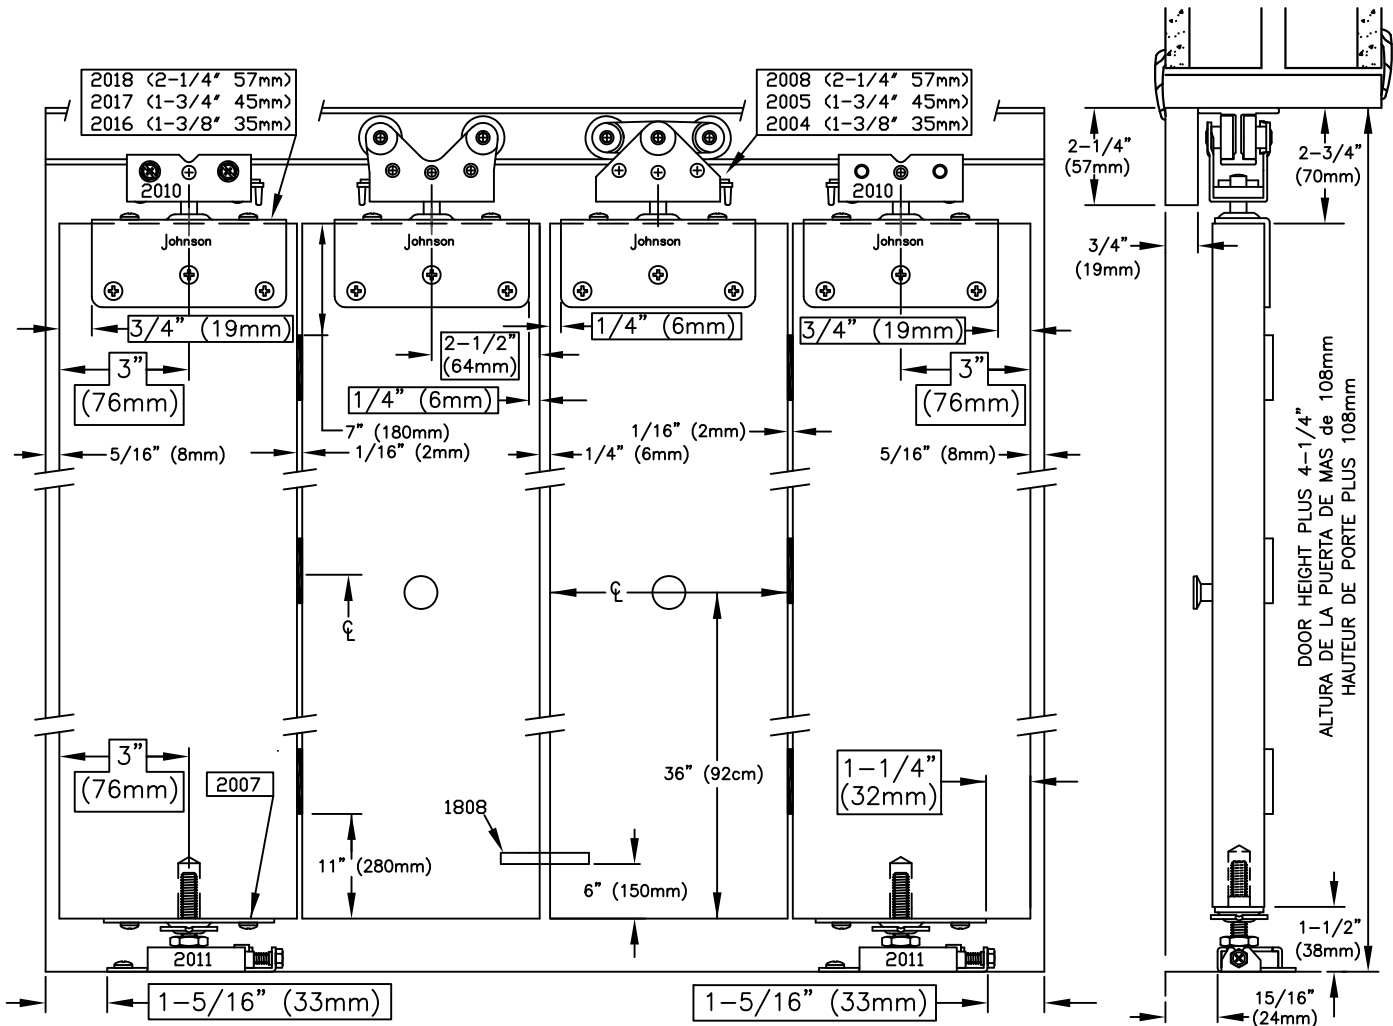 2018 (2-1/4" 57mm)
2017 (1-3/4" 45mm)
2016 (1-3/8" 35mm)
2008 (2-1/4" 57mm)
2005 (1-3/4" 45mm)
2004 (1-3/8" 35mm)
2-1/4"
(57mm)
2-3/4"
(70mm)
2010
2010
Johnson
Johnson
Johnson
Johnson
3/4"
(19mm)
3/4" (19mm)
2-1/2"
(64mm)
1/4" (6mm)
3/4" (19mm)
3"
(76mm)
1/4" (6mm)
3"
(76mm)
7" (180mm)
1/16" (2mm)
5/16" (8mm)
1/16" (2mm)
1/4" (6mm)
5/16" (8mm)
DOOR HEIGHT PLUS 4-1/4"
ALTURA DE LA PUERTA DE MAS de 108mm
HAUTEUR DE PORTE PLUS 108mm
℄
℄
3"
(76mm)
2007
36" (92cm)
1-1/4"
(32mm)
1808
11" (280mm)
6" (150mm)
1-1/2"
(38mm)
2011
2011
1-5/16" (33mm)
1-5/16" (33mm)
15/16"
(24mm)